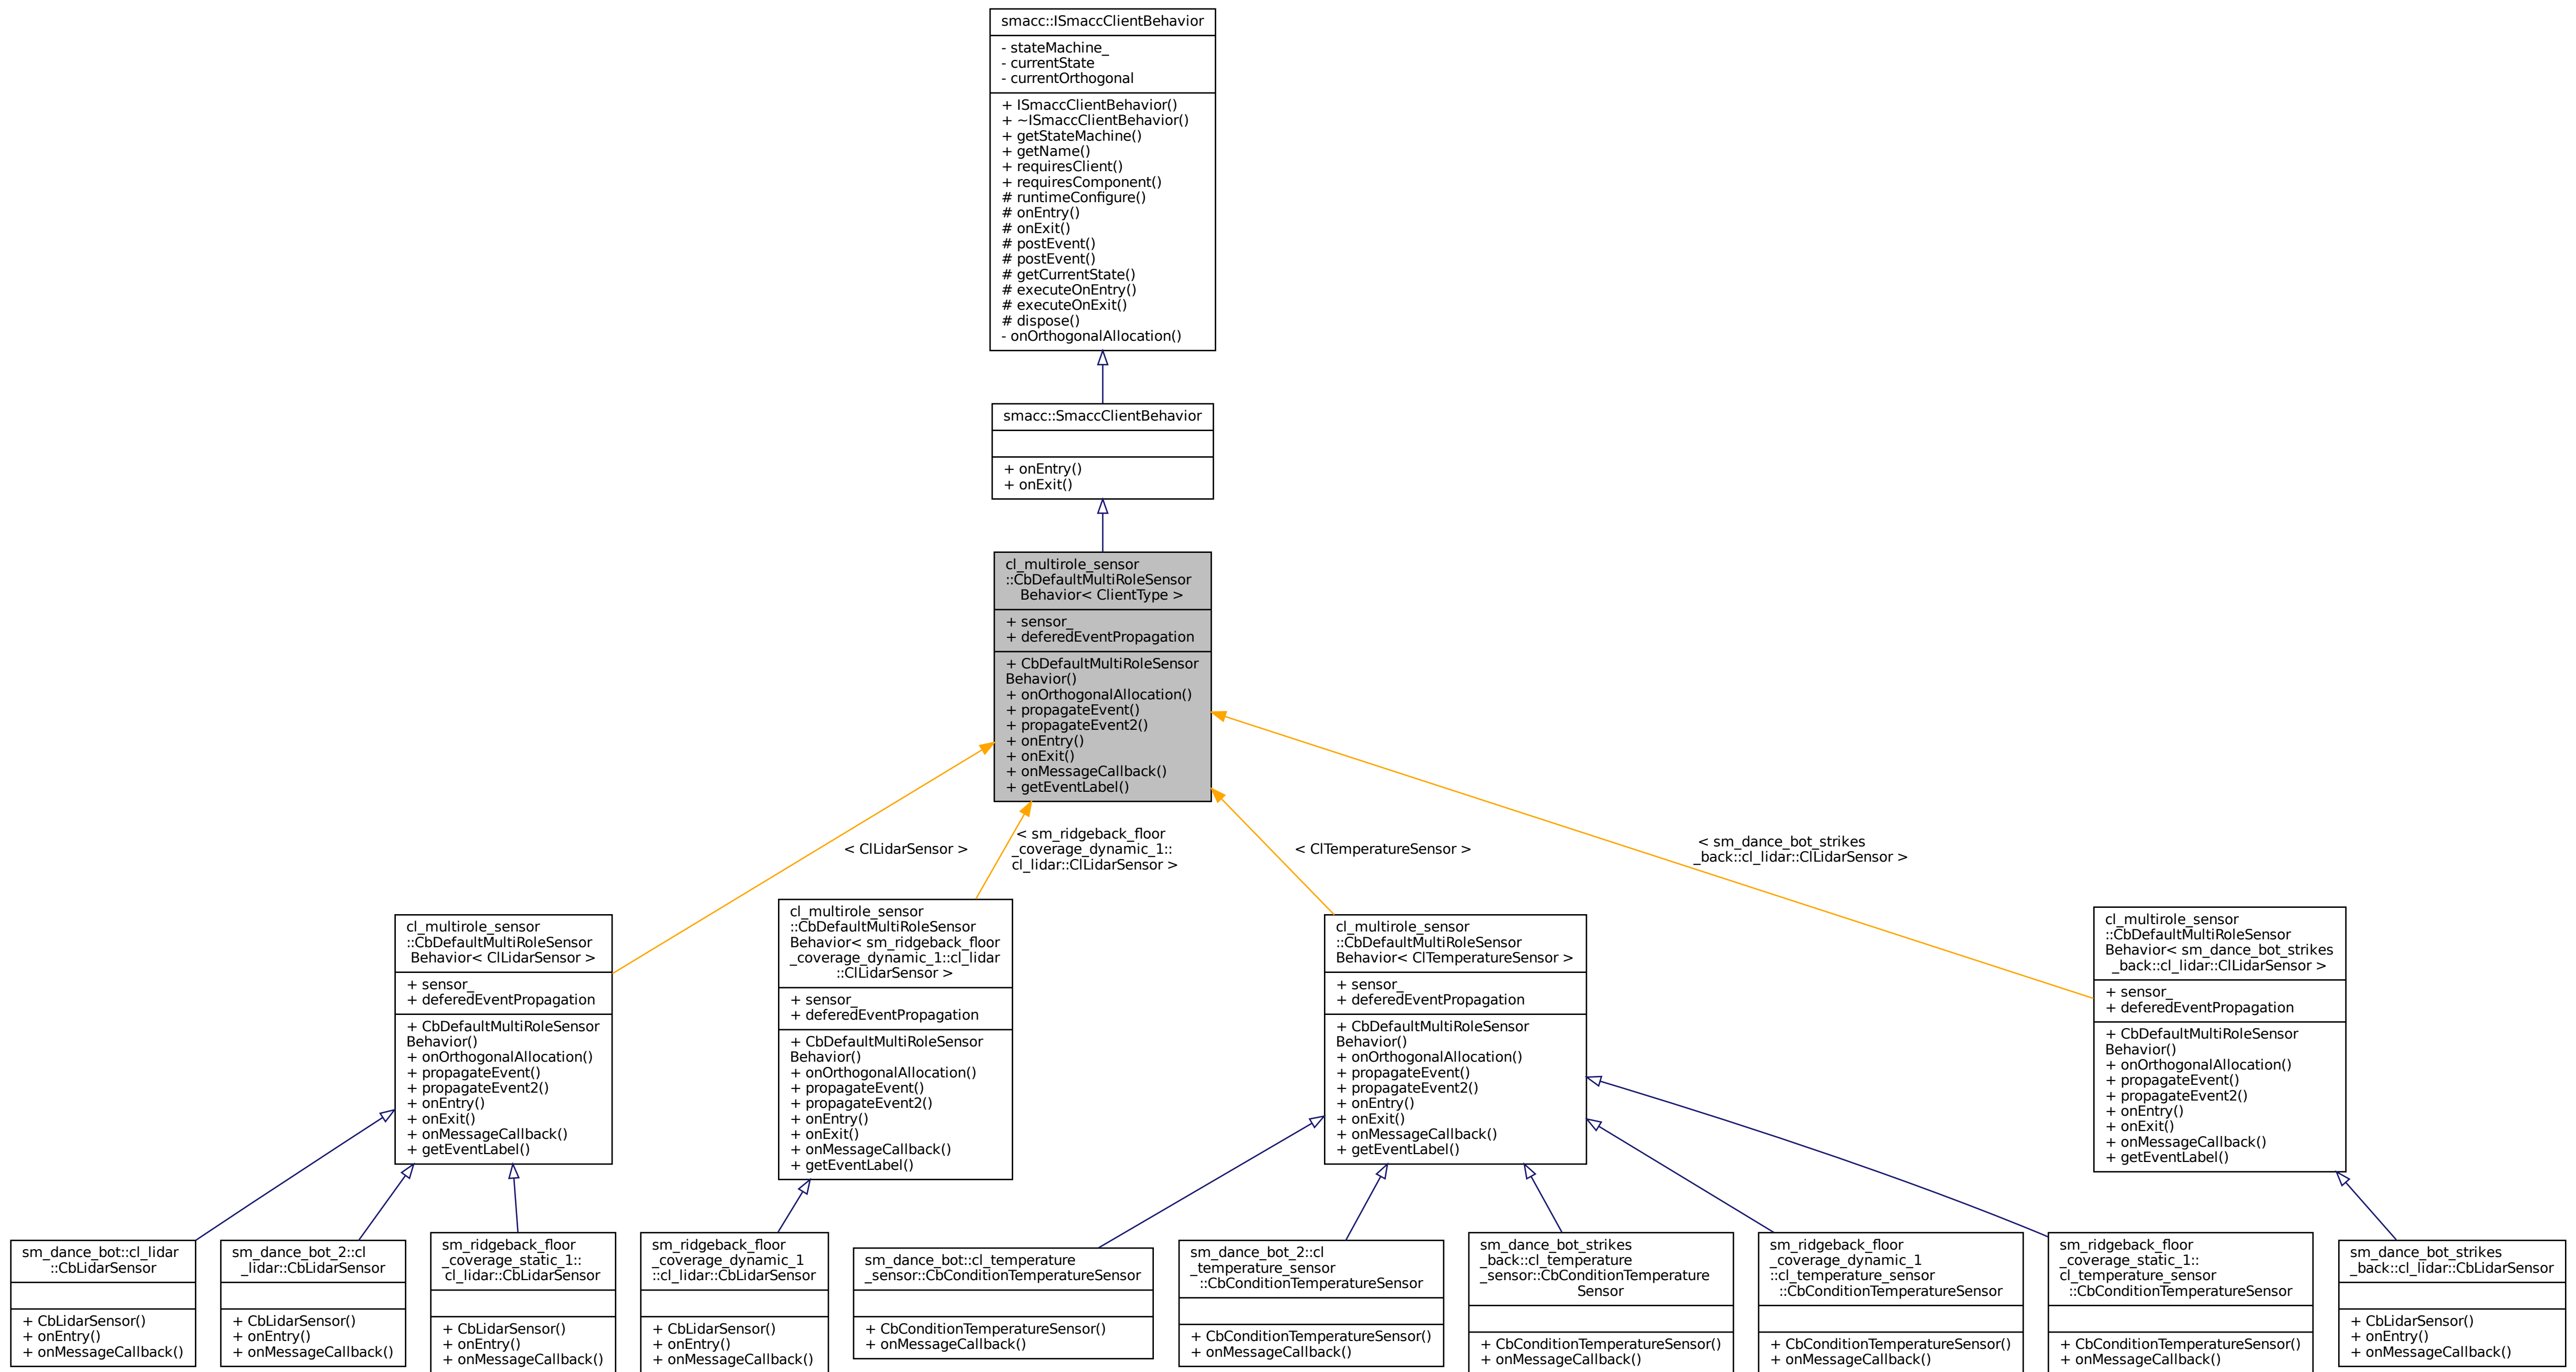 smacc::ISmaccClientBehavior
- stateMachine_
- currentState
- currentOrthogonal
+ ISmaccClientBehavior()
+ ~ISmaccClientBehavior()
+ getStateMachine()
+ getName()
+ requiresClient()
+ requiresComponent()
# runtimeConfigure()
# onEntry()
# onExit()
# postEvent()
# postEvent()
# getCurrentState()
# executeOnEntry()
# executeOnExit()
# dispose()
- onOrthogonalAllocation()
smacc::SmaccClientBehavior
+ onEntry()
+ onExit()
cl_multirole_sensor
::CbDefaultMultiRoleSensor
Behavior< ClientType >
+ sensor_
+ deferedEventPropagation
+ CbDefaultMultiRoleSensor
Behavior()
+ onOrthogonalAllocation()
+ propagateEvent()
+ propagateEvent2()
+ onEntry()
+ onExit()
+ onMessageCallback()
+ getEventLabel()
< ClLidarSensor >
< sm_ridgeback_floor
_coverage_dynamic_1::
cl_lidar::ClLidarSensor >
< ClTemperatureSensor >
< sm_dance_bot_strikes
_back::cl_lidar::ClLidarSensor >
cl_multirole_sensor
::CbDefaultMultiRoleSensor
Behavior< ClLidarSensor >
+ sensor_
+ deferedEventPropagation
+ CbDefaultMultiRoleSensor
Behavior()
+ onOrthogonalAllocation()
+ propagateEvent()
+ propagateEvent2()
+ onEntry()
+ onExit()
+ onMessageCallback()
+ getEventLabel()
cl_multirole_sensor
::CbDefaultMultiRoleSensor
Behavior< sm_ridgeback_floor
_coverage_dynamic_1::cl_lidar
::ClLidarSensor >
+ sensor_
+ deferedEventPropagation
+ CbDefaultMultiRoleSensor
Behavior()
+ onOrthogonalAllocation()
+ propagateEvent()
+ propagateEvent2()
+ onEntry()
+ onExit()
+ onMessageCallback()
+ getEventLabel()
cl_multirole_sensor
::CbDefaultMultiRoleSensor
Behavior< ClTemperatureSensor >
+ sensor_
+ deferedEventPropagation
+ CbDefaultMultiRoleSensor
Behavior()
+ onOrthogonalAllocation()
+ propagateEvent()
+ propagateEvent2()
+ onEntry()
+ onExit()
+ onMessageCallback()
+ getEventLabel()
cl_multirole_sensor
::CbDefaultMultiRoleSensor
Behavior< sm_dance_bot_strikes
_back::cl_lidar::ClLidarSensor >
+ sensor_
+ deferedEventPropagation
+ CbDefaultMultiRoleSensor
Behavior()
+ onOrthogonalAllocation()
+ propagateEvent()
+ propagateEvent2()
+ onEntry()
+ onExit()
+ onMessageCallback()
+ getEventLabel()
sm_dance_bot::cl_lidar
::CbLidarSensor
+ CbLidarSensor()
+ onEntry()
+ onMessageCallback()
sm_dance_bot_2::cl
_lidar::CbLidarSensor
+ CbLidarSensor()
+ onEntry()
+ onMessageCallback()
sm_ridgeback_floor
_coverage_static_1::
cl_lidar::CbLidarSensor
+ CbLidarSensor()
+ onEntry()
+ onMessageCallback()
sm_ridgeback_floor
_coverage_dynamic_1
::cl_lidar::CbLidarSensor
+ CbLidarSensor()
+ onEntry()
+ onMessageCallback()
sm_dance_bot::cl_temperature
_sensor::CbConditionTemperatureSensor
+ CbConditionTemperatureSensor()
+ onMessageCallback()
sm_dance_bot_2::cl
_temperature_sensor
::CbConditionTemperatureSensor
+ CbConditionTemperatureSensor()
+ onMessageCallback()
sm_dance_bot_strikes
_back::cl_temperature
_sensor::CbConditionTemperature
Sensor
+ CbConditionTemperatureSensor()
+ onMessageCallback()
sm_ridgeback_floor
_coverage_dynamic_1
::cl_temperature_sensor
::CbConditionTemperatureSensor
+ CbConditionTemperatureSensor()
+ onMessageCallback()
sm_ridgeback_floor
_coverage_static_1::
cl_temperature_sensor
::CbConditionTemperatureSensor
+ CbConditionTemperatureSensor()
+ onMessageCallback()
sm_dance_bot_strikes
_back::cl_lidar::CbLidarSensor
+ CbLidarSensor()
+ onEntry()
+ onMessageCallback()